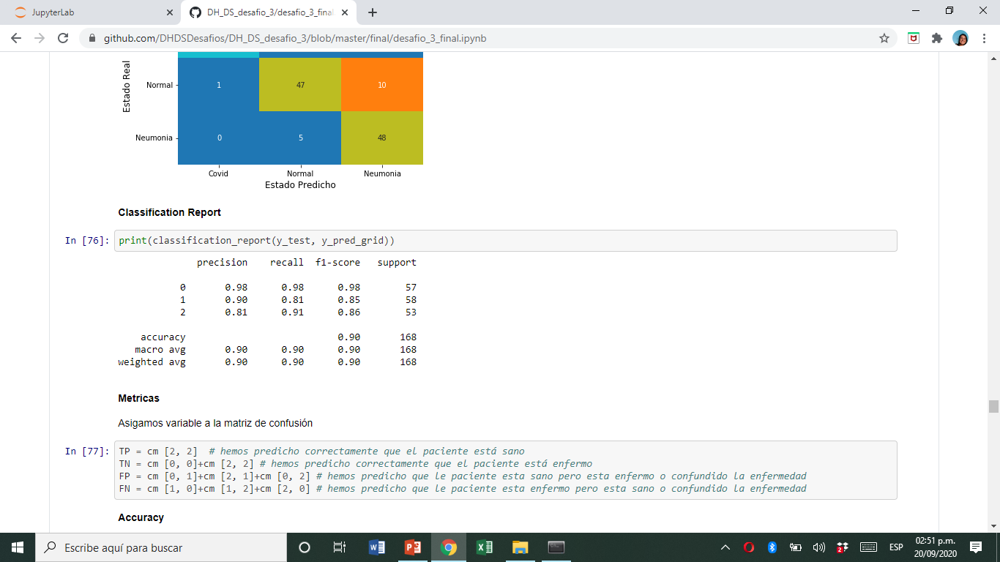 JupyterLab
DH_DS_desafio_3/desafio_3_final
github.com/DHDSDesafios/DH_DS_desafio_3/blob/master/final/desafio_3_final.ipynb
Estado Real
Normal
1
47
10
Neumonia
0
5
48
Covid
Normal
Neumonia
Estado Predicho
Classification Report
In [76]: print(classification_report(y_test, y_pred_grid))
precision recall f1-score support
0 0.98 0.98 0.98 57
1 0.90 0.81 0.85 58
2 0.81 0.91 0.86 53
accuracy 0.90 168
macro avg 0.90 0.90 0.90 168
weighted avg 0.90 0.90 0.90 168
Metricas
Asigamos variable a la matriz de confusión
In [77]: TP = cm [2, 2]  # hemos predicho correctamente que el paciente está sano
TN = cm [0, 0]+cm [2, 2] # hemos predicho correctamente que el paciente está enfermo
FP = cm [0, 1]+cm [2, 1]+cm [0, 2] # hemos predicho que le paciente esta sano pero esta enfermo o confundido la enfermedad
FN = cm [1, 0]+cm [1, 2]+cm [2, 0] # hemos predicho que le paciente esta enfermo pero esta sano o confundido la enfermedad
Accuracy
Escribe aquí para buscar
ESP
02:51 p.m.
20/09/2020